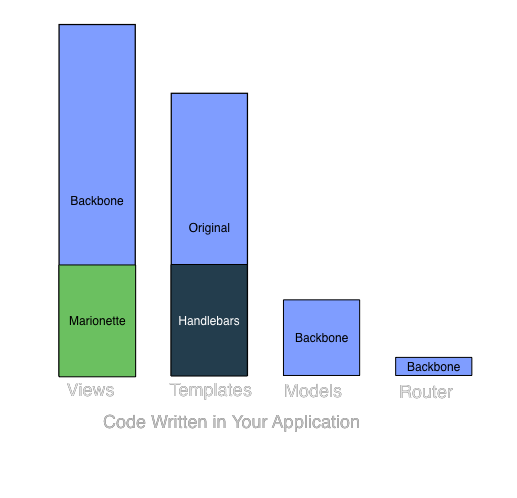 Backbone
Original
Marionette
Handlebars
Backbone
Backbone
Views
Templates
Models
Router
Code Written in Your Application